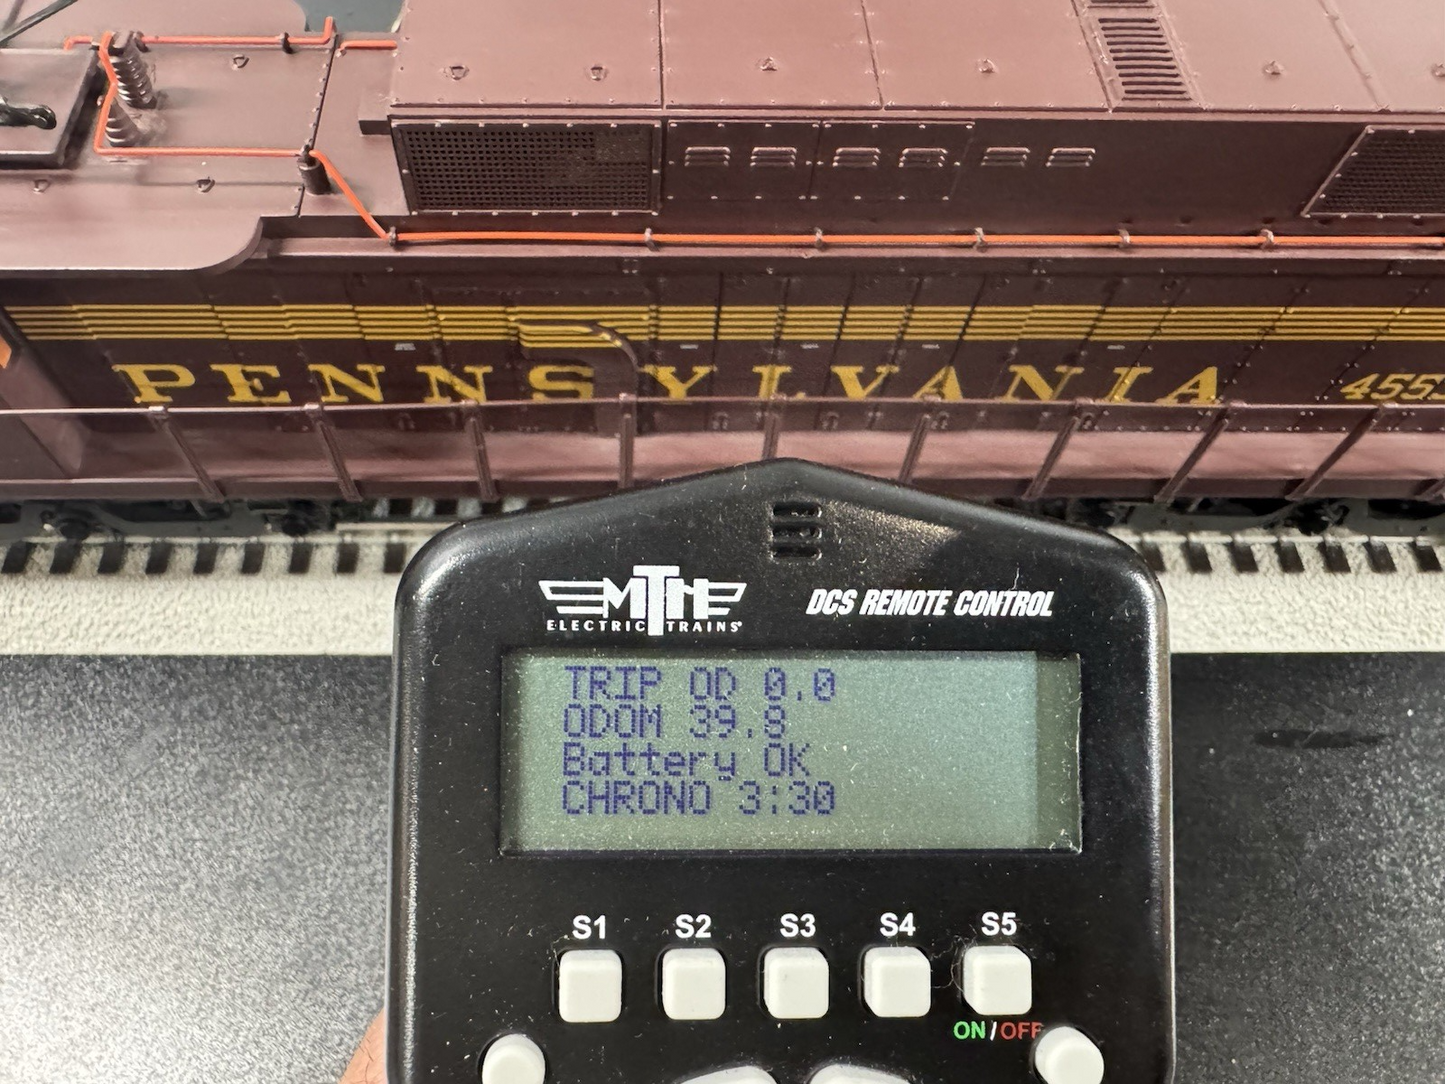 PENNSYLVANIA
MTH
ELECTRIC TRAINS
DCS REMOTE CONTROL
TRIP OD 0.0
ODOM 39.8
Battery OK
CHRONO 3:30
S1 S2 S3 S4 S5
ON/OFF